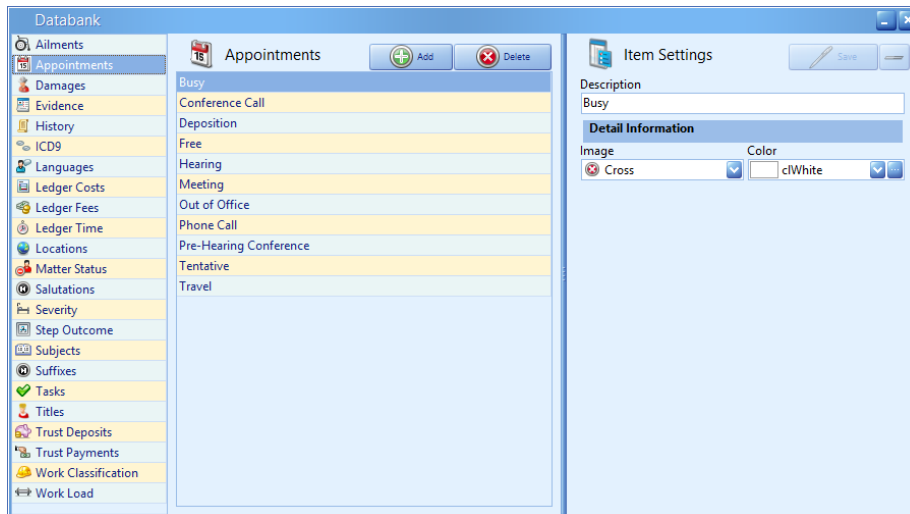 Databank
Ailments
Appointments
Damages
Evidence
History
ICD9
Languages
Ledger Costs
Ledger Fees
Ledger Time
Locations
Matter Status
Salutations
Severity
Step Outcome
Subjects
Suffixes
Tasks
Titles
Trust Deposits
Trust Payments
Work Classification
Work Load
15 Appointments Add Delete
Busy
Conference Call
Deposition
Free
Hearing
Meeting
Out of Office
Phone Call
Pre-Hearing Conference
Tentative
Travel
Item Settings Save
Description
Busy
Detail Information
Image Color
Cross clWhite